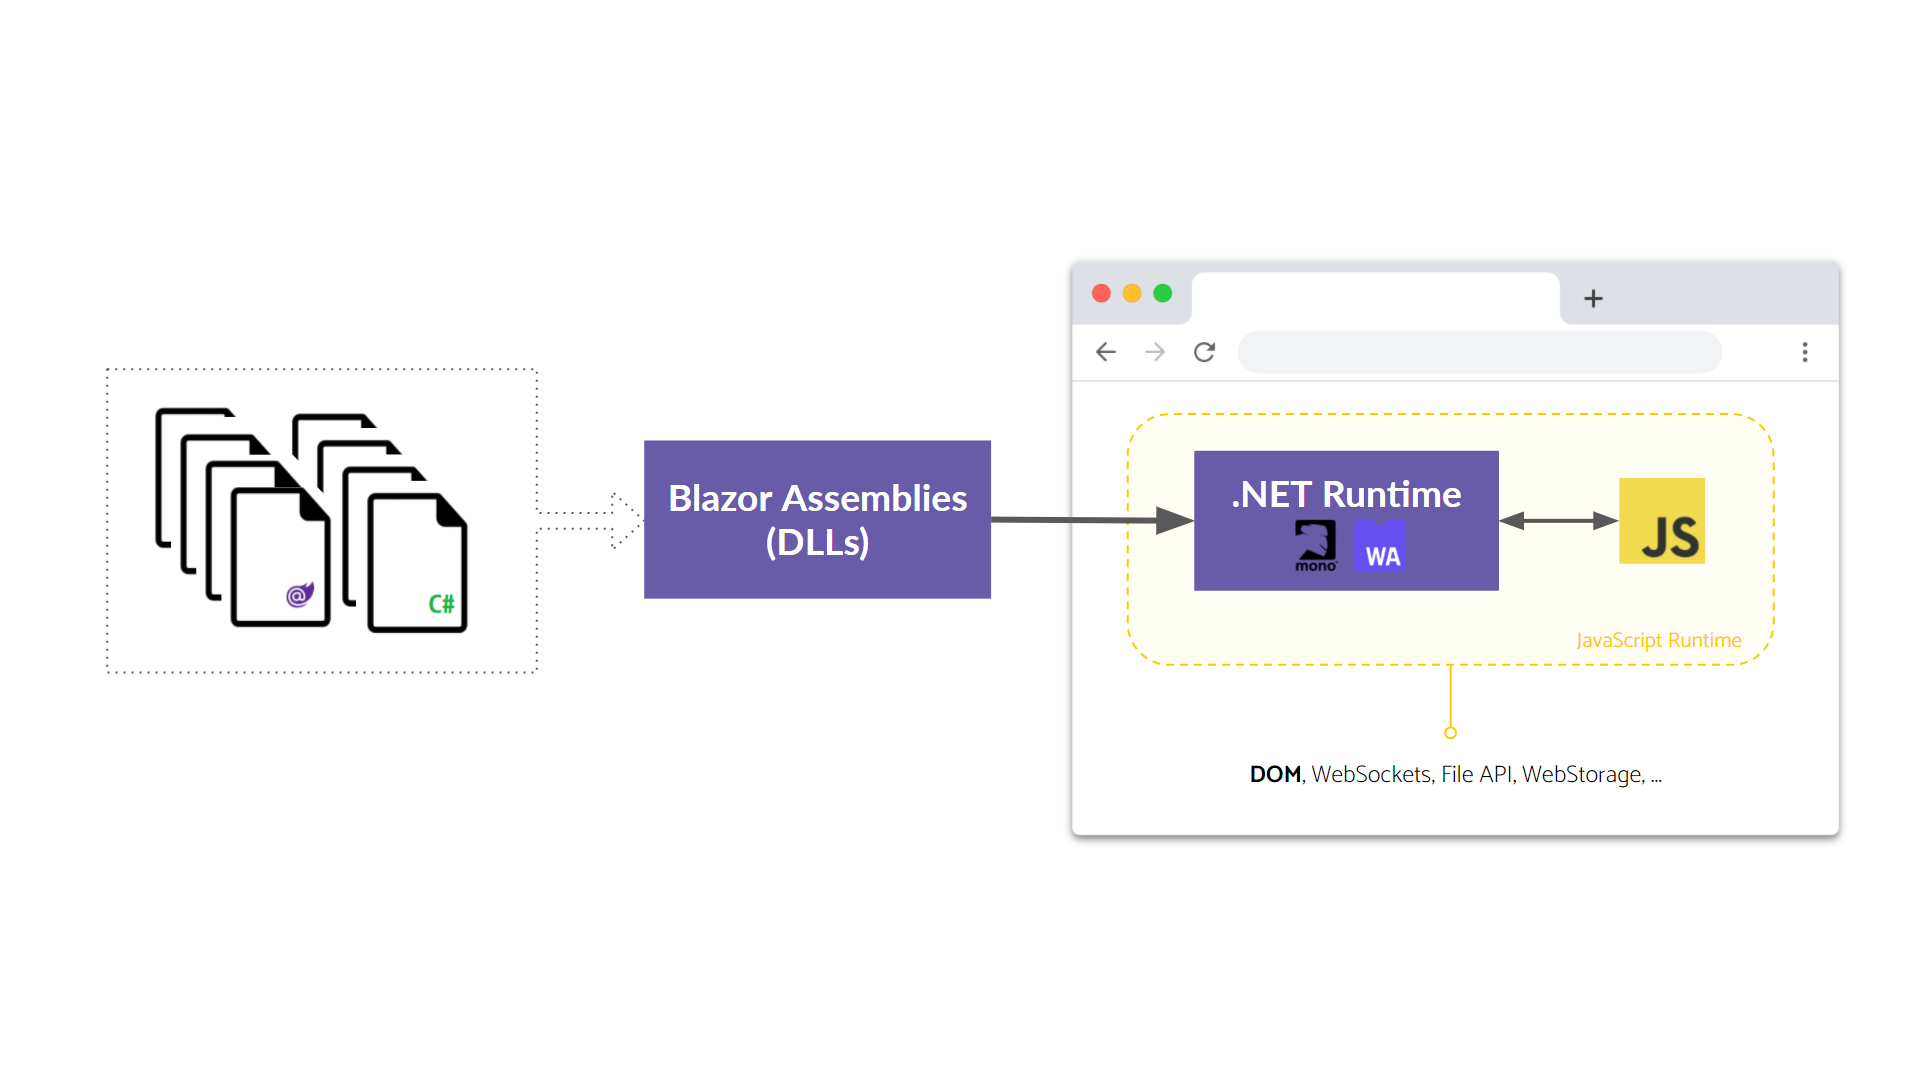 @
C#
Blazor Assemblies
(DLLs)
.NET Runtime
mono
WA
JS
JavaScript Runtime
DOM, WebSockets, File API, WebStorage, ...